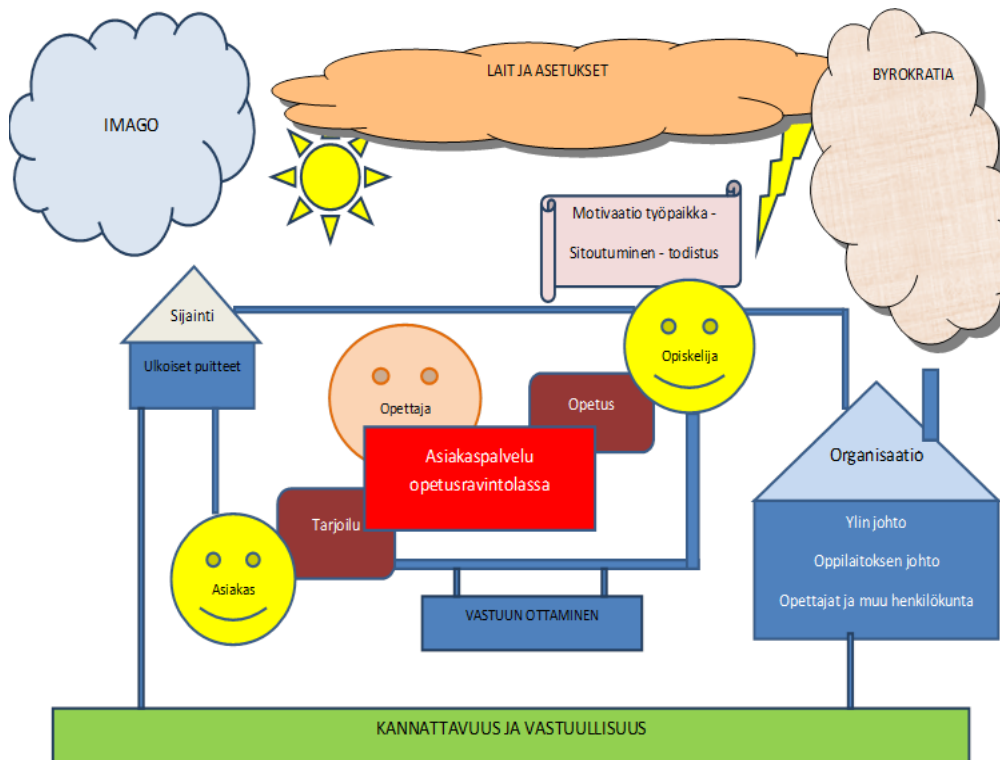 LAIT JA ASETUKSET
BYROKRATIA
IMAGO
Motivaatio työpaikka -
Sitoutuminen - todistus
Sijainti
Ulkoiset puitteet
Opiskelija
Opettaja
Opetus
Asiakaspalvelu
opetusravintolassa
Organisaatio
Ylin johto
Oppilaitoksen johto
Opettajat ja muu henkilökunta
Tarjoilu
Asiakas
VASTUUN OTTAMINEN
KANNATTAVUUS JA VASTUULLISUUS